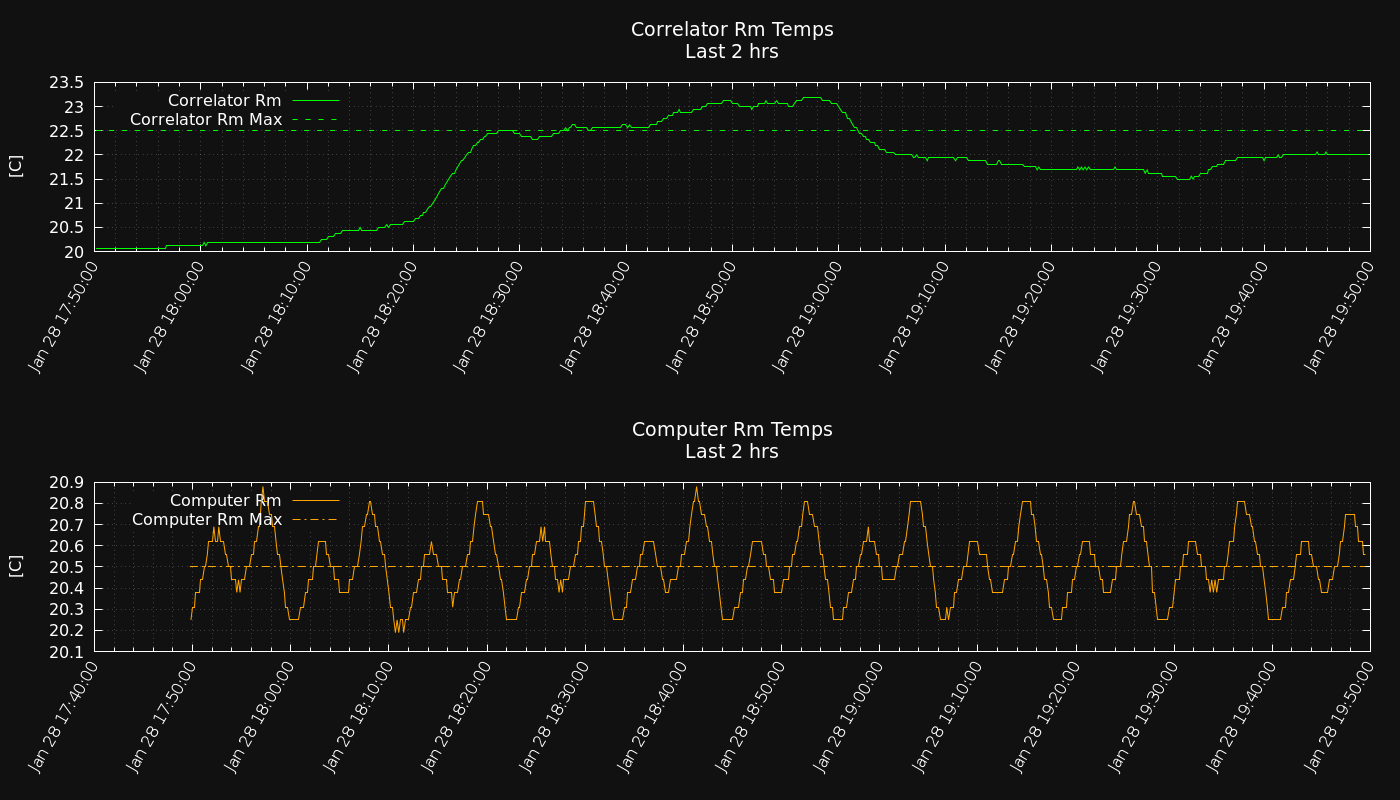 Correlator Rm Temps
Last 2 hrs
23.5
23
22.5
22
21.5
21
20.5
20
[C]
Correlator Rm
Correlator Rm Max
Jan 28 17:50:00
Jan 28 18:00:00
Jan 28 18:10:00
Jan 28 18:20:00
Jan 28 18:30:00
Jan 28 18:40:00
Jan 28 18:50:00
Jan 28 19:00:00
Jan 28 19:10:00
Jan 28 19:20:00
Jan 28 19:30:00
Jan 28 19:40:00
Jan 28 19:50:00
Computer Rm Temps
Last 2 hrs
20.9
20.8
20.7
20.6
20.5
20.4
20.3
20.2
20.1
[C]
Computer Rm
Computer Rm Max
Jan 28 17:40:00
Jan 28 17:50:00
Jan 28 18:00:00
Jan 28 18:10:00
Jan 28 18:20:00
Jan 28 18:30:00
Jan 28 18:40:00
Jan 28 18:50:00
Jan 28 19:00:00
Jan 28 19:10:00
Jan 28 19:20:00
Jan 28 19:30:00
Jan 28 19:40:00
Jan 28 19:50:00